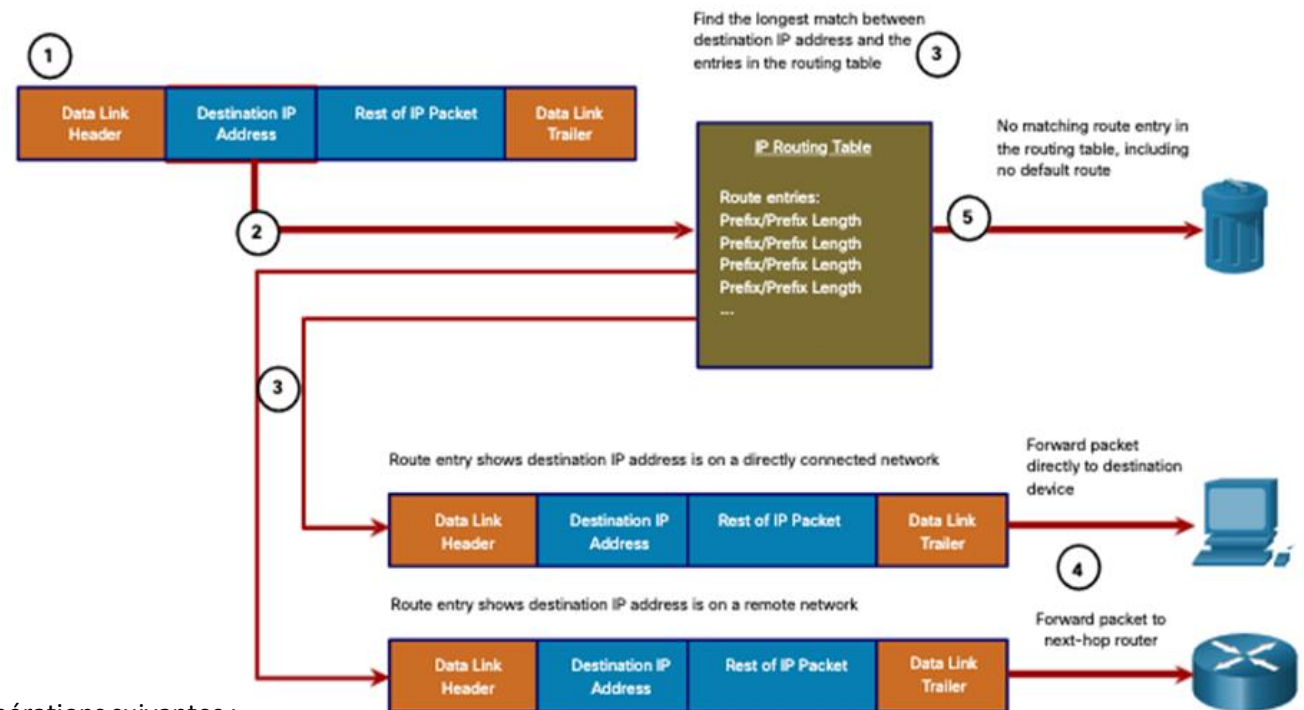 Find the longest match between
destination IP address and the
entries in the routing table
3
1
Data Link
Header
Destination IP
Address
Rest of IP Packet
Data Link
Trailer
IP Routing Table
Route entries:
Prefix/Prefix Length
Prefix/Prefix Length
Prefix/Prefix Length
Prefix/Prefix Length
...
No matching route entry in
the routing table, including
no default route
5
2
3
Route entry shows destination IP address is on a directly connected network
Data Link
Header
Destination IP
Address
Rest of IP Packet
Data Link
Trailer
Forward packet
directly to destination
device
4
Route entry shows destination IP address is on a remote network
Data Link
Header
Destination IP
Address
Rest of IP Packet
Data Link
Trailer
Forward packet to
next-hop router
suivantes :